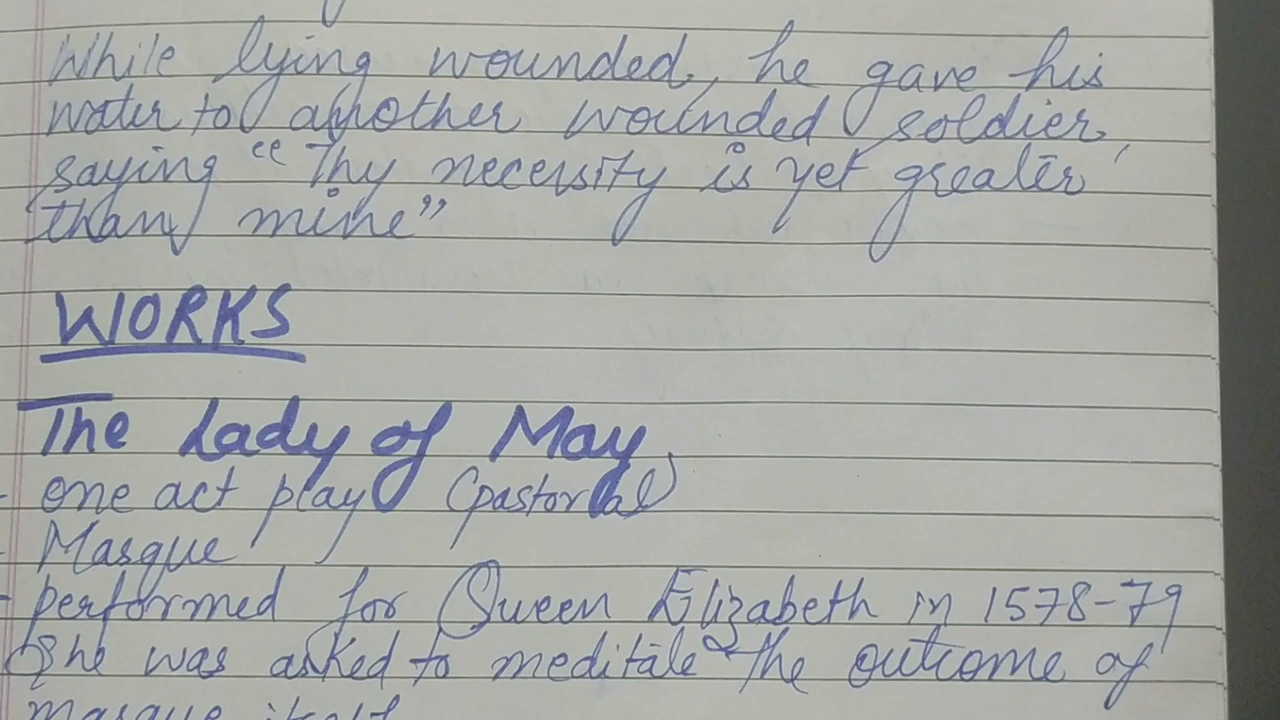 While lying wounded, he gave his
water to another wounded soldier,
saying "Thy necessity is yet greater
than mine"
WORKS
The Lady of May
- one act play (pastoral)
- Masque
- performed for Queen Elizabeth in 1578-79
She was asked to meditate the outcome of
masque itself